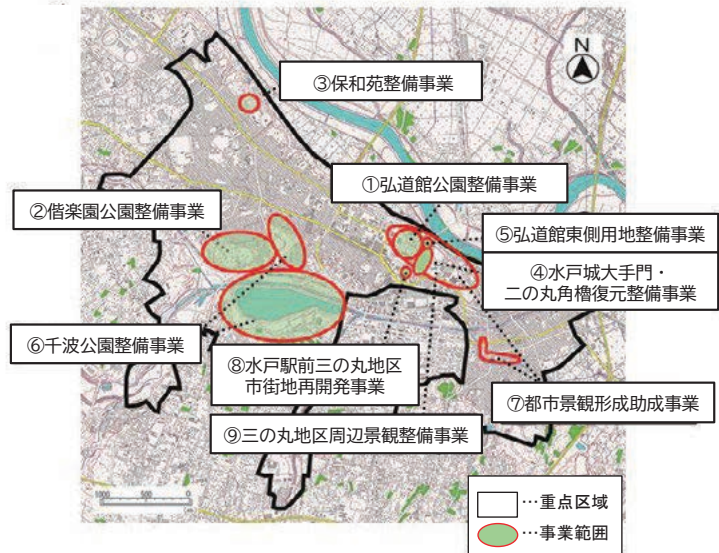 N
③保和苑整備事業
①弘道館公園整備事業
②偕楽園公園整備事業
⑤弘道館東側用地整備事業
④水戸城大手門・
二の丸角櫓復元整備事業
⑥千波公園整備事業
⑧水戸駅前三の丸地区
市街地再開発事業
⑦都市景観形成助成事業
⑨三の丸地区周辺景観整備事業
1000 500 0
…重点区域
…事業範囲